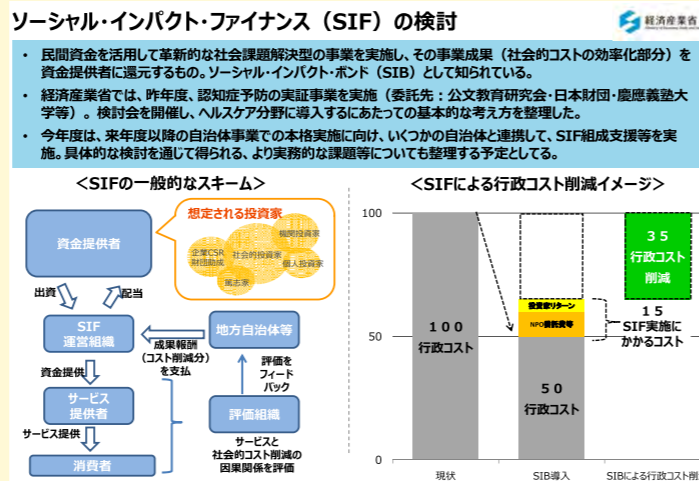 ソーシャル・インパクト・ファイナンス（SIF）の検討
経済産業省
• 民間資金を活用して革新的な社会課題解決型の事業を実施し、その事業成果（社会的コストの効率化部分）を
資金提供者に還元するもの。ソーシャル・インパクト・ボンド（SIB）として知られている。
• 経済産業省では、昨年度、認知症予防の実証事業を実施（委託先：公文教育研究会・日本財団・慶應義塾大
学等）。検討会を開催し、ヘルスケア分野に導入するにあたっての基本的な考え方を整理した。
• 今年度は、来年度以降の自治体事業での本格実施に向け、いくつかの自治体と連携して、SIF組成支援等を実
施。具体的な検討を通じて得られる、より実務的な課題等についても整理する予定としてる。
＜SIFの一般的なスキーム＞
資金提供者
想定される投資家
機関投資家
企業CSR
財団助成
社会的投資家
個人投資家
篤志家
出資
配当
SIF
運営組織
地方自治体等
成果報酬
（コスト削減分）
を支払
資金提供
評価を
フィード
バック
サービス
提供者
評価組織
サービス提供
サービスと
社会的コスト削減の
因果関係を評価
消費者
＜SIFによる行政コスト削減イメージ＞
100
50
0
１００
行政コスト
投資家リターン
NPO委託費等
５０
行政コスト
３５
行政コスト
削減
１５
SIF実施に
かかるコスト
現状
SIB導入
SIBによる行政コスト削